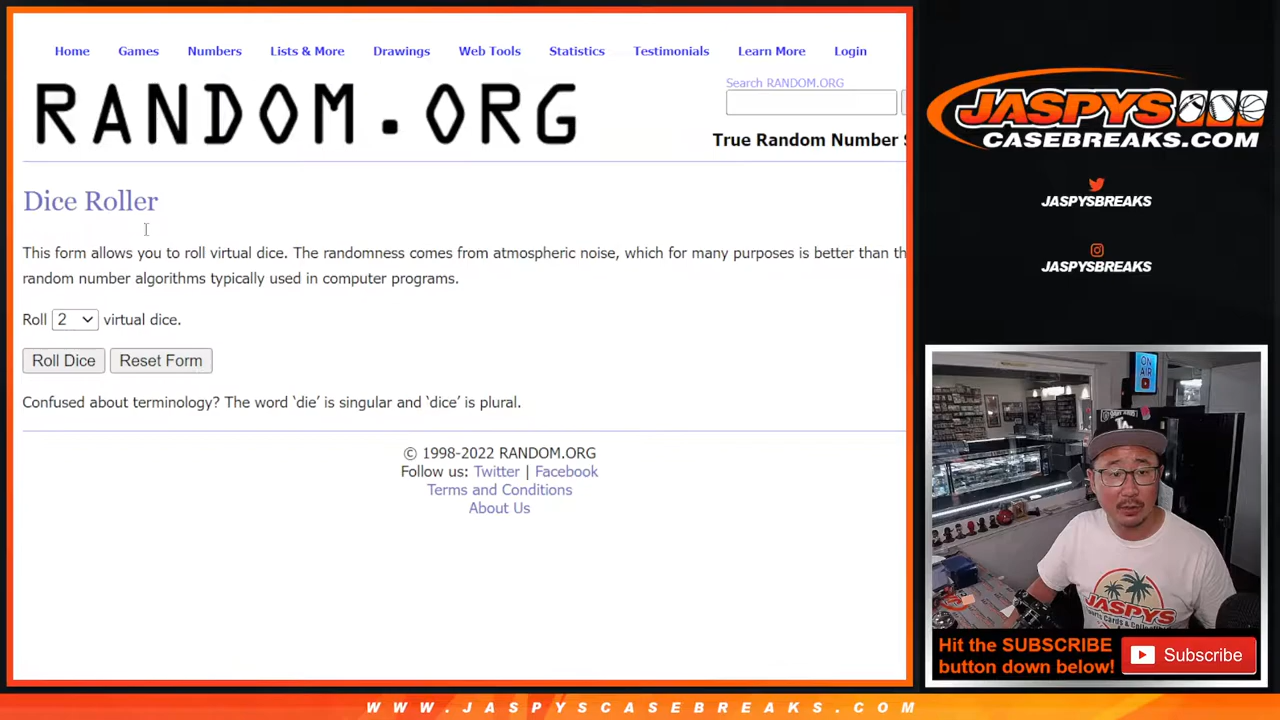 Home Games Numbers Lists & More Drawings Web Tools Statistics Testimonials Learn More Login
RANDOM.ORG
Search RANDOM.ORG
True Random Number S
Dice Roller
This form allows you to roll virtual dice. The randomness comes from atmospheric noise, which for many purposes is better than th
random number algorithms typically used in computer programs.
Roll 2 virtual dice.
Roll Dice Reset Form
Confused about terminology? The word ‘die’ is singular and ‘dice’ is plural.
© 1998-2022 RANDOM.ORG
Follow us: Twitter | Facebook
Terms and Conditions
About Us
JASPYS
CASEBREAKS.COM
JASPYSBREAKS
JASPYSBREAKS
ON
AIR
LA
JASPYS
Hit the SUBSCRIBE
button down below!
Subscribe
WWW.JASPYSCASEBREAKS.COM